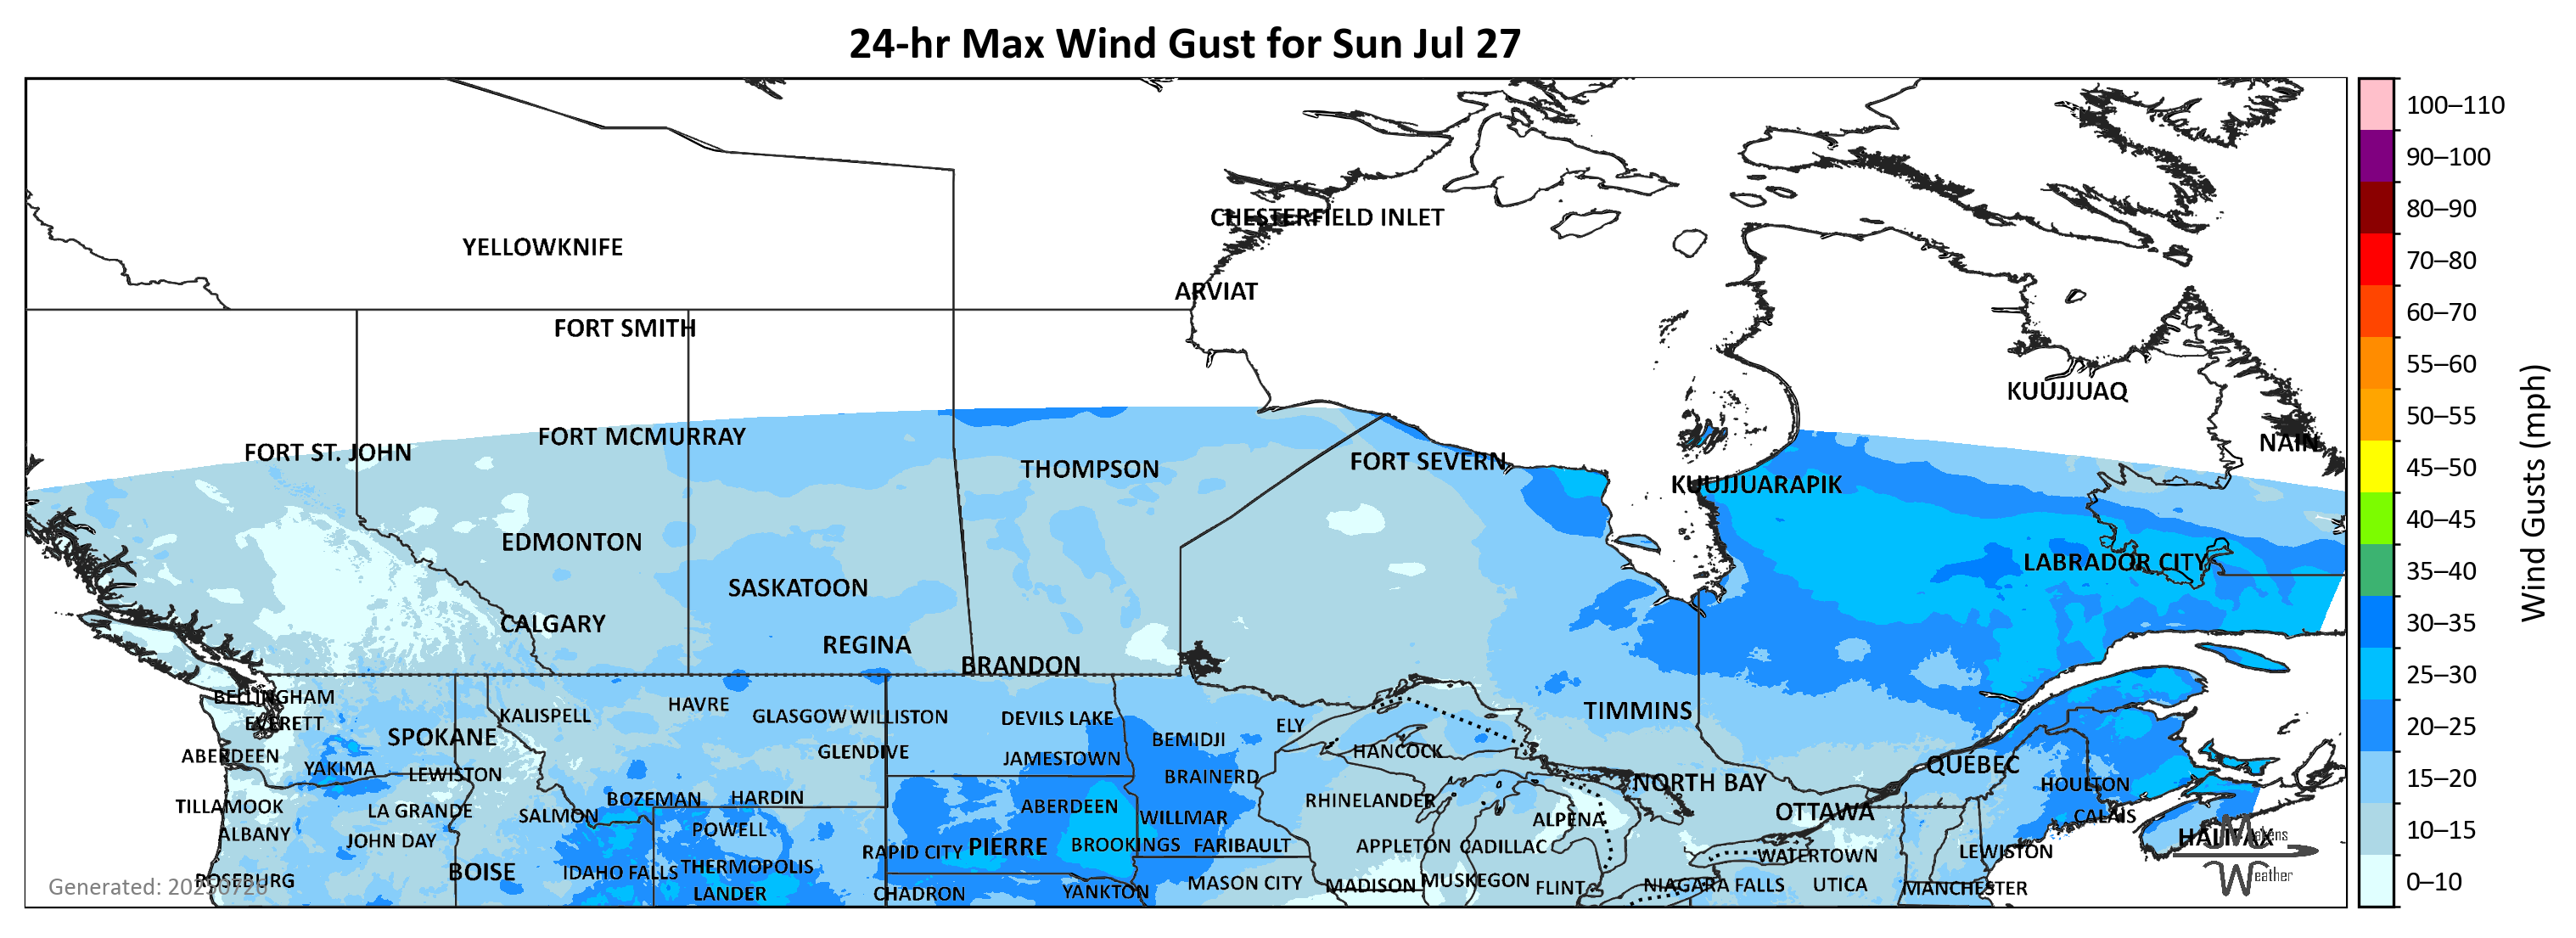 24-hr Max Wind Gust for Sun Jul 27
100–110
90–100
80–90
70–80
60–70
55–60
50–55
45–50
40–45
35–40
30–35
25–30
20–25
15–20
10–15
0–10
Wind Gusts (mph)
CHESTERFIELD INLET
YELLOWKNIFE
ARVIAT
FORT SMITH
KUUJJUAQ
FORT MCMURRAY
NAIN
FORT ST. JOHN
FORT SEVERN
THOMPSON
KUUJJUARAPIK
EDMONTON
LABRADOR CITY
SASKATOON
CALGARY
REGINA
BRANDON
BELLINGHAM
HAVRE
TIMMINS
KALISPELL
GLASGOW
WILLISTON
DEVILS LAKE
EVERETT
ELY
SPOKANE
BEMIDJI
GLENDIVE
HANCOCK
ABERDEEN
JAMESTOWN
QUÉBEC
YAKIMA
LEWISTON
BRAINERD
NORTH BAY
HOULTON
BOZEMAN
HARDIN
RHINELANDER
TILLAMOOK
ABERDEEN
LA GRANDE
OTTAWA
SALMON
WILLMAR
CALAIS
ALPENA
POWELL
ALBANY
Makens
HALIFAX
JOHN DAY
PIERRE
BROOKINGS
FARIBAULT
APPLETON
CADILLAC
RAPID CITY
LEWISTON
WATERTOWN
THERMOPOLIS
BOISE
IDAHO FALLS
Weather
ROSEBURG
MUSKEGON
MASON CITY
MADISON
NIAGARA FALLS
UTICA
Generated: 20250726
FLINT
MANCHESTER
YANKTON
LANDER
CHADRON